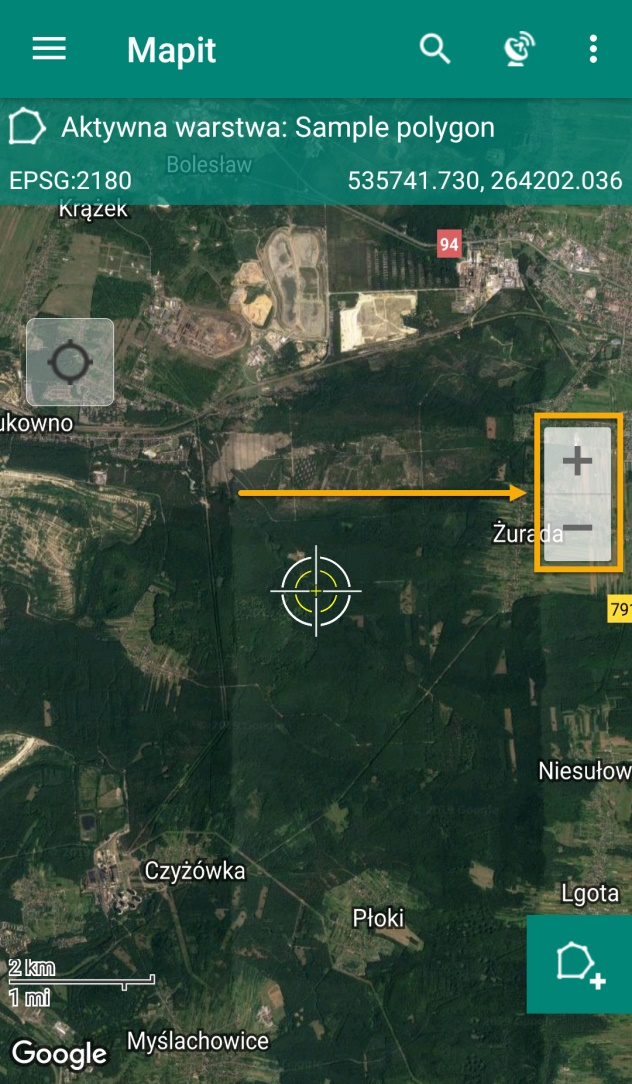 Mapit
Aktywna warstwa: Sample polygon
Bolesław
EPSG:2180
535741.730, 264202.036
Krążek
94
ukowno
+
−
Żurada
791
Niesułow
Czyżówka
Lgota
Płoki
2 km
1 mi
Myślachowice
Google